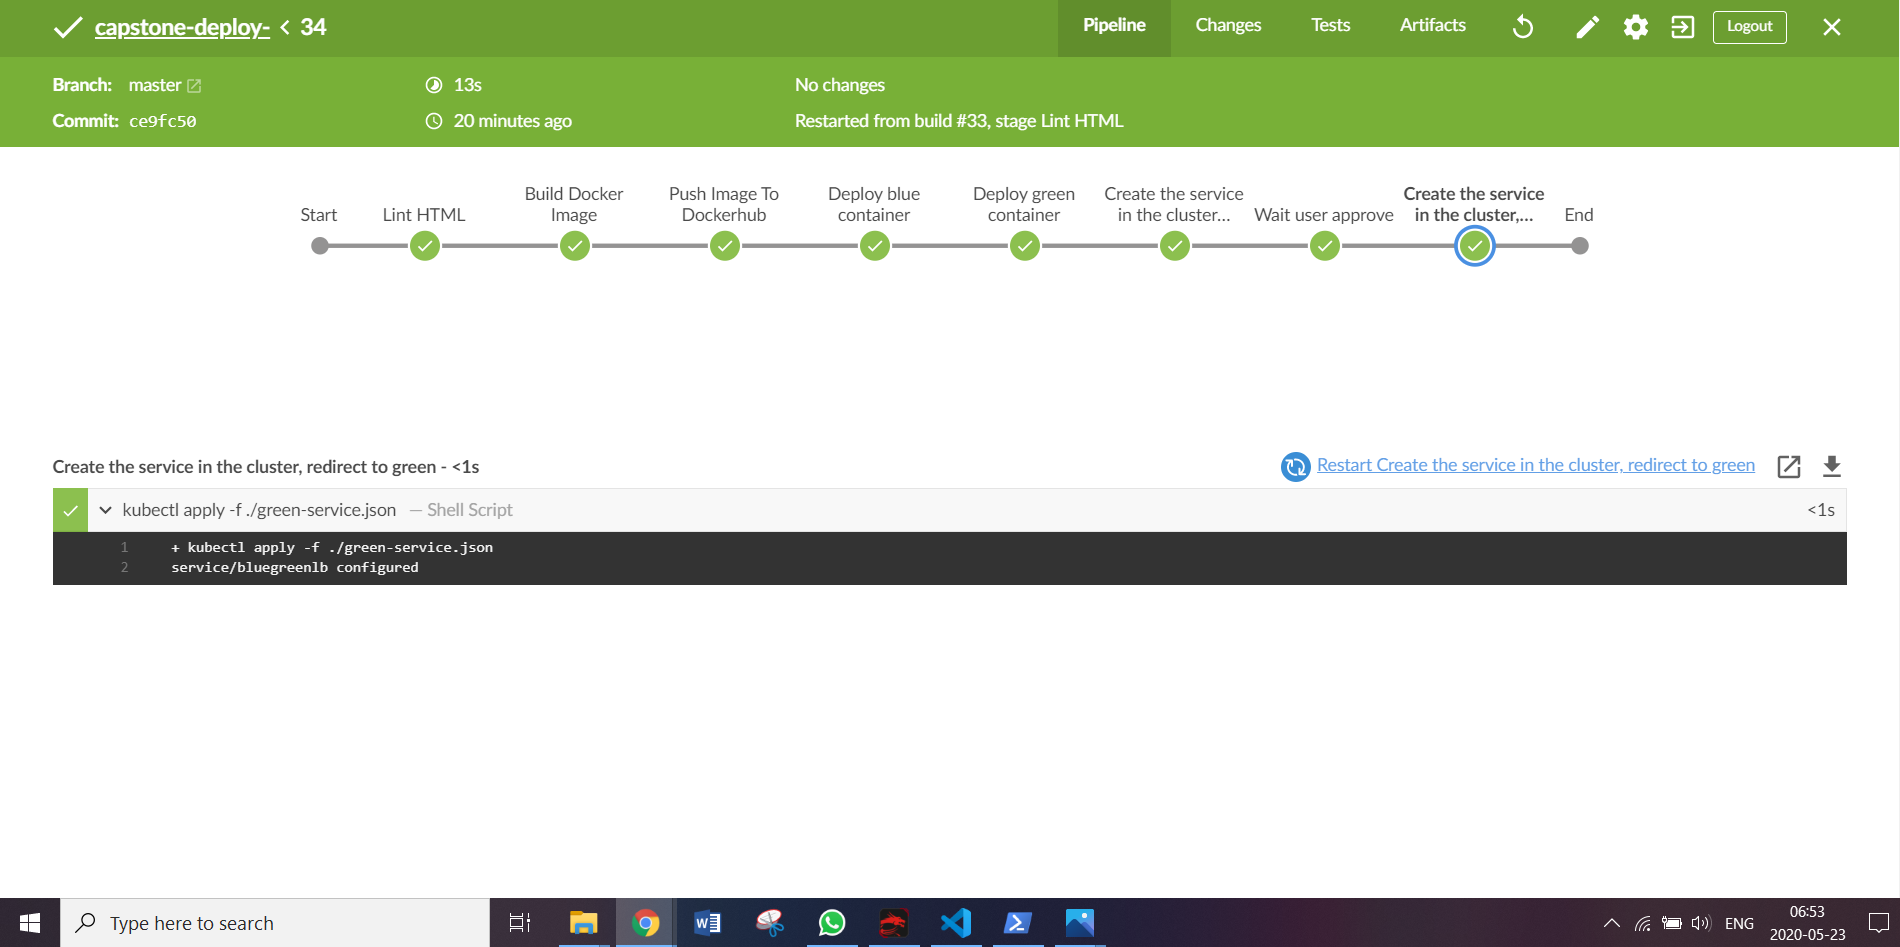 capstone-deploy- < 34
Pipeline
Changes
Tests
Artifacts
Logout
Branch: master
13s
No changes
Commit: ce9fc50
20 minutes ago
Restarted from build #33, stage Lint HTML
Start
Lint HTML
Build Docker
Image
Push Image To
Dockerhub
Deploy blue
container
Deploy green
container
Create the service
in the cluster...
Wait user approve
Create the service
in the cluster,...
End
Create the service in the cluster, redirect to green - <1s
Restart Create the service in the cluster, redirect to green
kubectl apply -f ./green-service.json — Shell Script
<1s
1 + kubectl apply -f ./green-service.json
2 service/bluegreenlb configured
Type here to search
ENG
06:53
2020-05-23